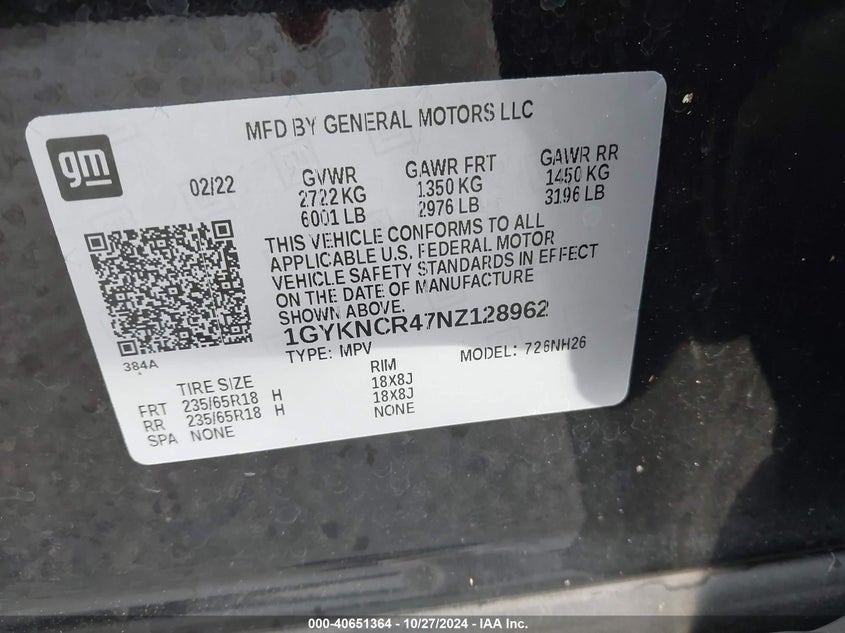 MFD BY GENERAL MOTORS LLC
gm
02/22
GVWR
2722 KG
6001 LB
GAWR FRT
1350 KG
2976 LB
GAWR RR
1450 KG
3196 LB
THIS VEHICLE CONFORMS TO ALL
APPLICABLE U.S. FEDERAL MOTOR
VEHICLE SAFETY STANDARDS IN EFFECT
ON THE DATE OF MANUFACTURE
SHOWN ABOVE.
1GYKNCR47NZ128962
TYPE: MPV
MODEL: 726NH26
384A
TIRE SIZE RIM
FRT 235/65R18 H 18X8J
RR 235/65R18 H 18X8J
SPA NONE NONE
000-40651364 - 10/27/2024 - IAA Inc.